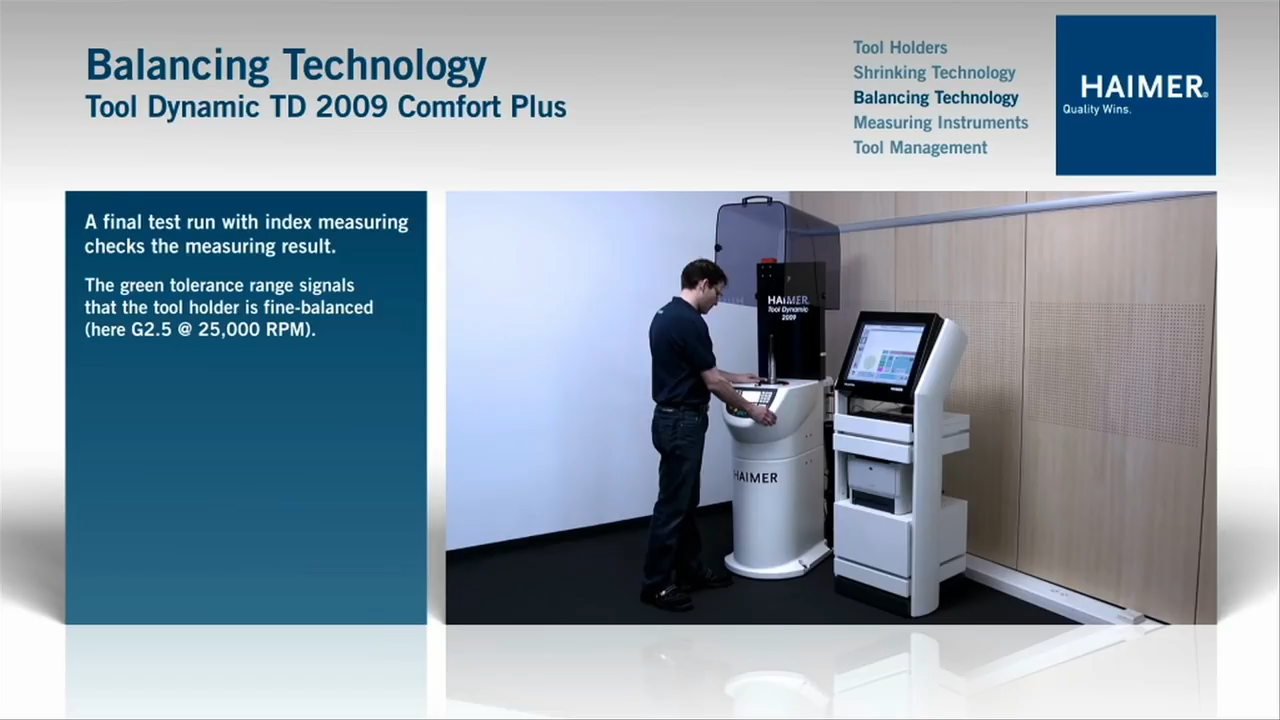 Balancing Technology
Tool Dynamic TD 2009 Comfort Plus
Tool Holders
Shrinking Technology
Balancing Technology
Measuring Instruments
Tool Management
HAIMER®
Quality Wins.
A final test run with index measuring
checks the measuring result.
The green tolerance range signals
that the tool holder is fine-balanced
(here G2.5 @ 25,000 RPM).
HAIMER
Tool Dynamic
2009
HAIMER